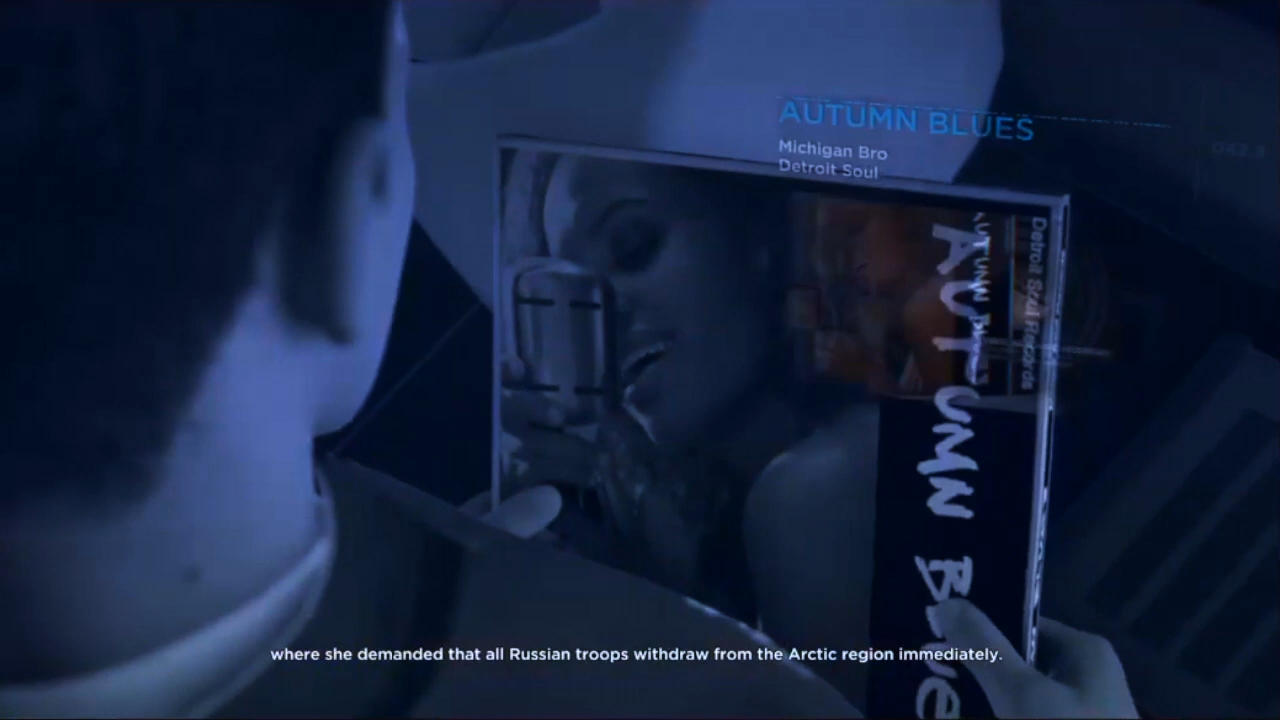 AUTUMN BLUES
Michigan Bro
Detroit Soul
Detroit Soul Records
AUTUMN Blue
where she demanded that all Russian troops withdraw from the Arctic region immediately.